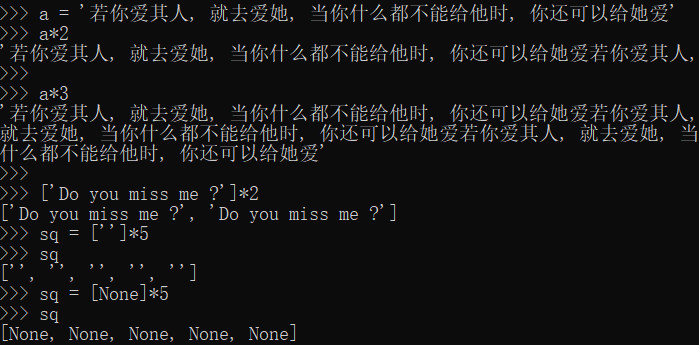 >>> a = '若你爱其人, 就去爱她, 当你什么都不能给他时, 你还可以给她爱'
>>> a*2
'若你爱其人, 就去爱她, 当你什么都不能给他时, 你还可以给她爱若你爱其人,
>>>
>>> a*3
'若你爱其人, 就去爱她, 当你什么都不能给他时, 你还可以给她爱若你爱其人,
就去爱她, 当你什么都不能给他时, 你还可以给她爱若你爱其人, 就去爱她, 当
什么都不能给他时, 你还可以给她爱'
>>>
>>> ['Do you miss me ?']*2
['Do you miss me ?', 'Do you miss me ?']
>>> sq = ['']*5
>>> sq
['', '', '', '', '']
>>> sq = [None]*5
>>> sq
[None, None, None, None, None]